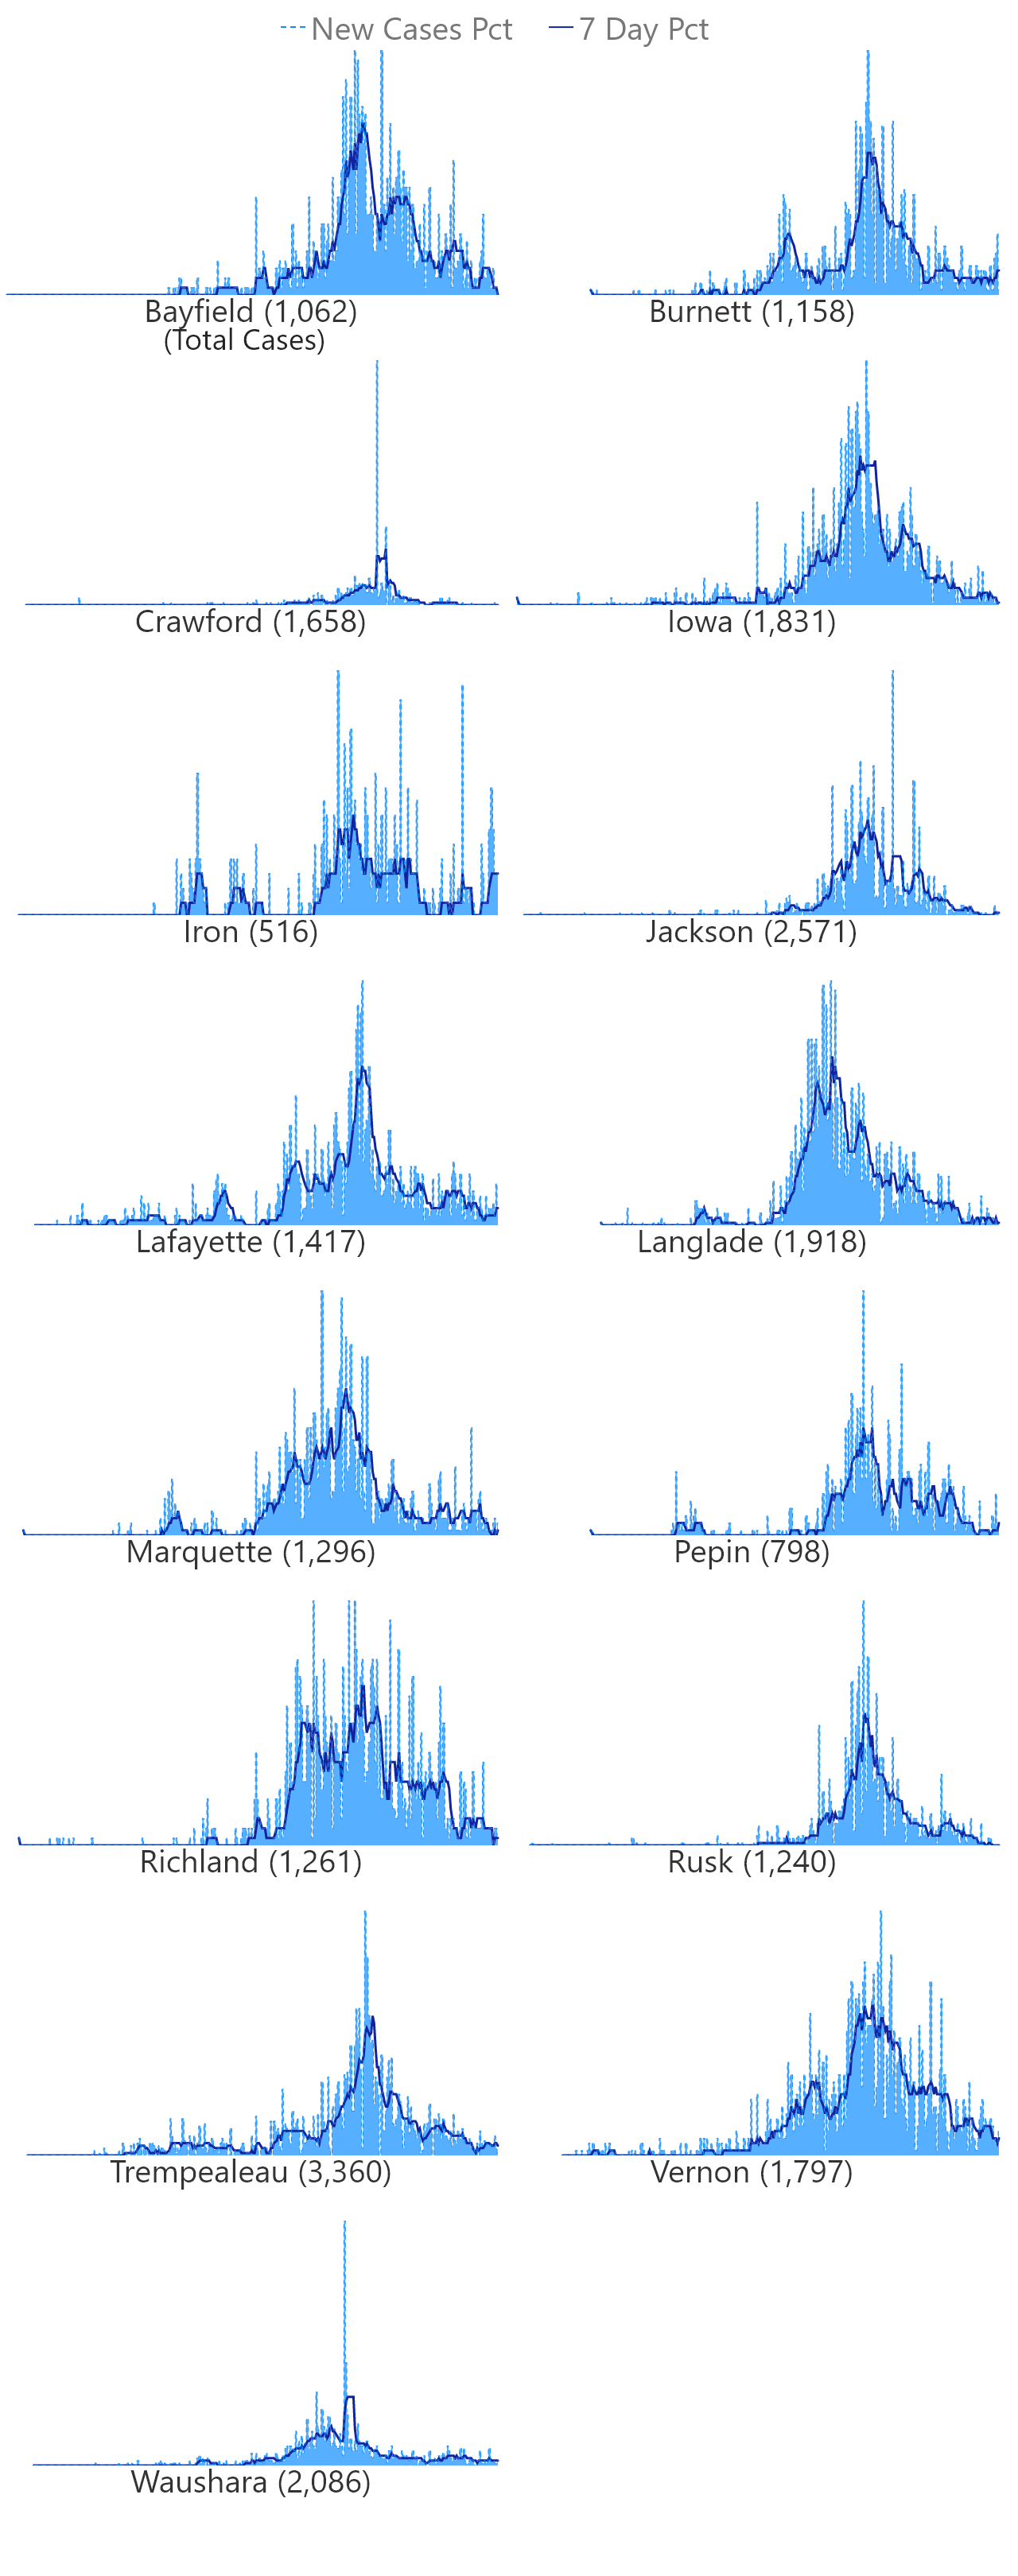 New Cases Pct 7 Day Pct
Bayfield (1,062) Burnett (1,158)
(Total Cases)
Crawford (1,658) Iowa (1,831)
Iron (516) Jackson (2,571)
Lafayette (1,417) Langlade (1,918)
Marquette (1,296) Pepin (798)
Richland (1,261) Rusk (1,240)
Trempealeau (3,360) Vernon (1,797)
Waushara (2,086)